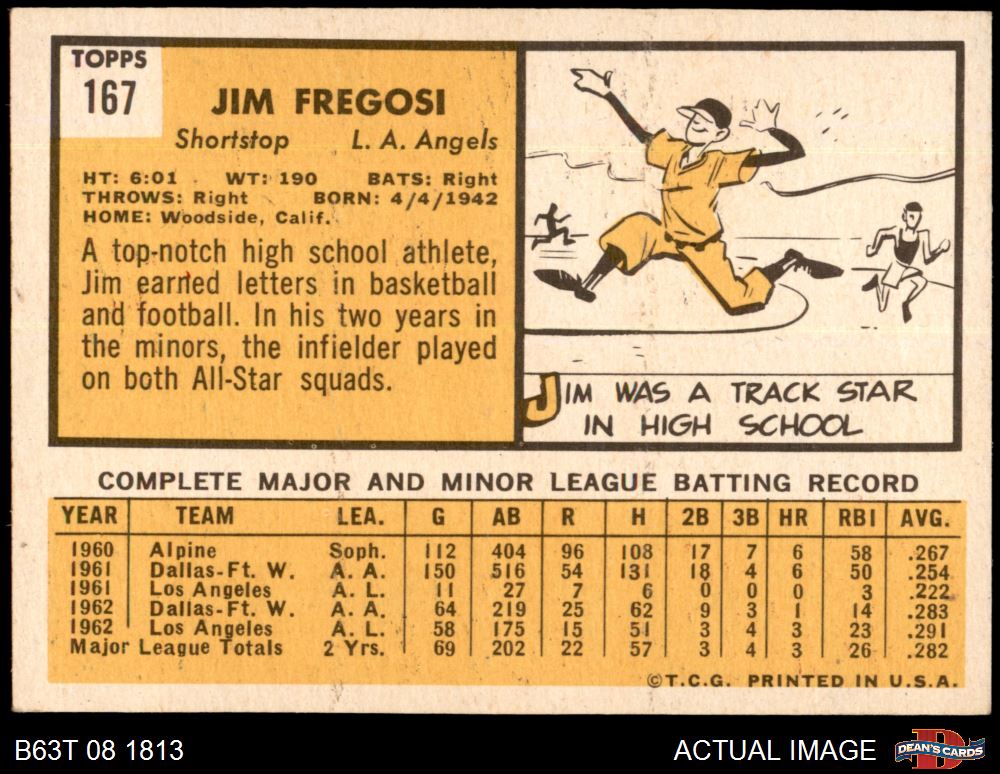 TOPPS
167
JIM FREGOSI
Shortstop L. A. Angels
HT: 6:01 WT: 190 BATS: Right
THROWS: Right BORN: 4/4/1942
HOME: Woodside, Calif.
A top-notch high school athlete,
Jim earned letters in basketball
and football. In his two years in
the minors, the infielder played
on both All-Star squads.
JIM WAS A TRACK STAR
IN HIGH SCHOOL
COMPLETE MAJOR AND MINOR LEAGUE BATTING RECORD
YEAR TEAM LEA. G AB R H 2B 3B HR RBI AVG.
1960 Alpine Soph. 112 404 96 108 17 7 6 58 .267
1961 Dallas-Ft. W. A. A. 150 516 54 131 18 4 6 50 .254
1961 Los Angeles A. L. 11 27 7 6 0 0 0 3 .222
1962 Dallas-Ft. W. A. A. 64 219 25 62 9 3 1 14 .283
1962 Los Angeles A. L. 58 175 15 51 3 4 3 23 .291
Major League Totals 2 Yrs. 69 202 22 57 3 4 3 26 .282
©T.C.G. PRINTED IN U.S.A.
B63T 08 1813 ACTUAL IMAGE D DEAN'S CARDS